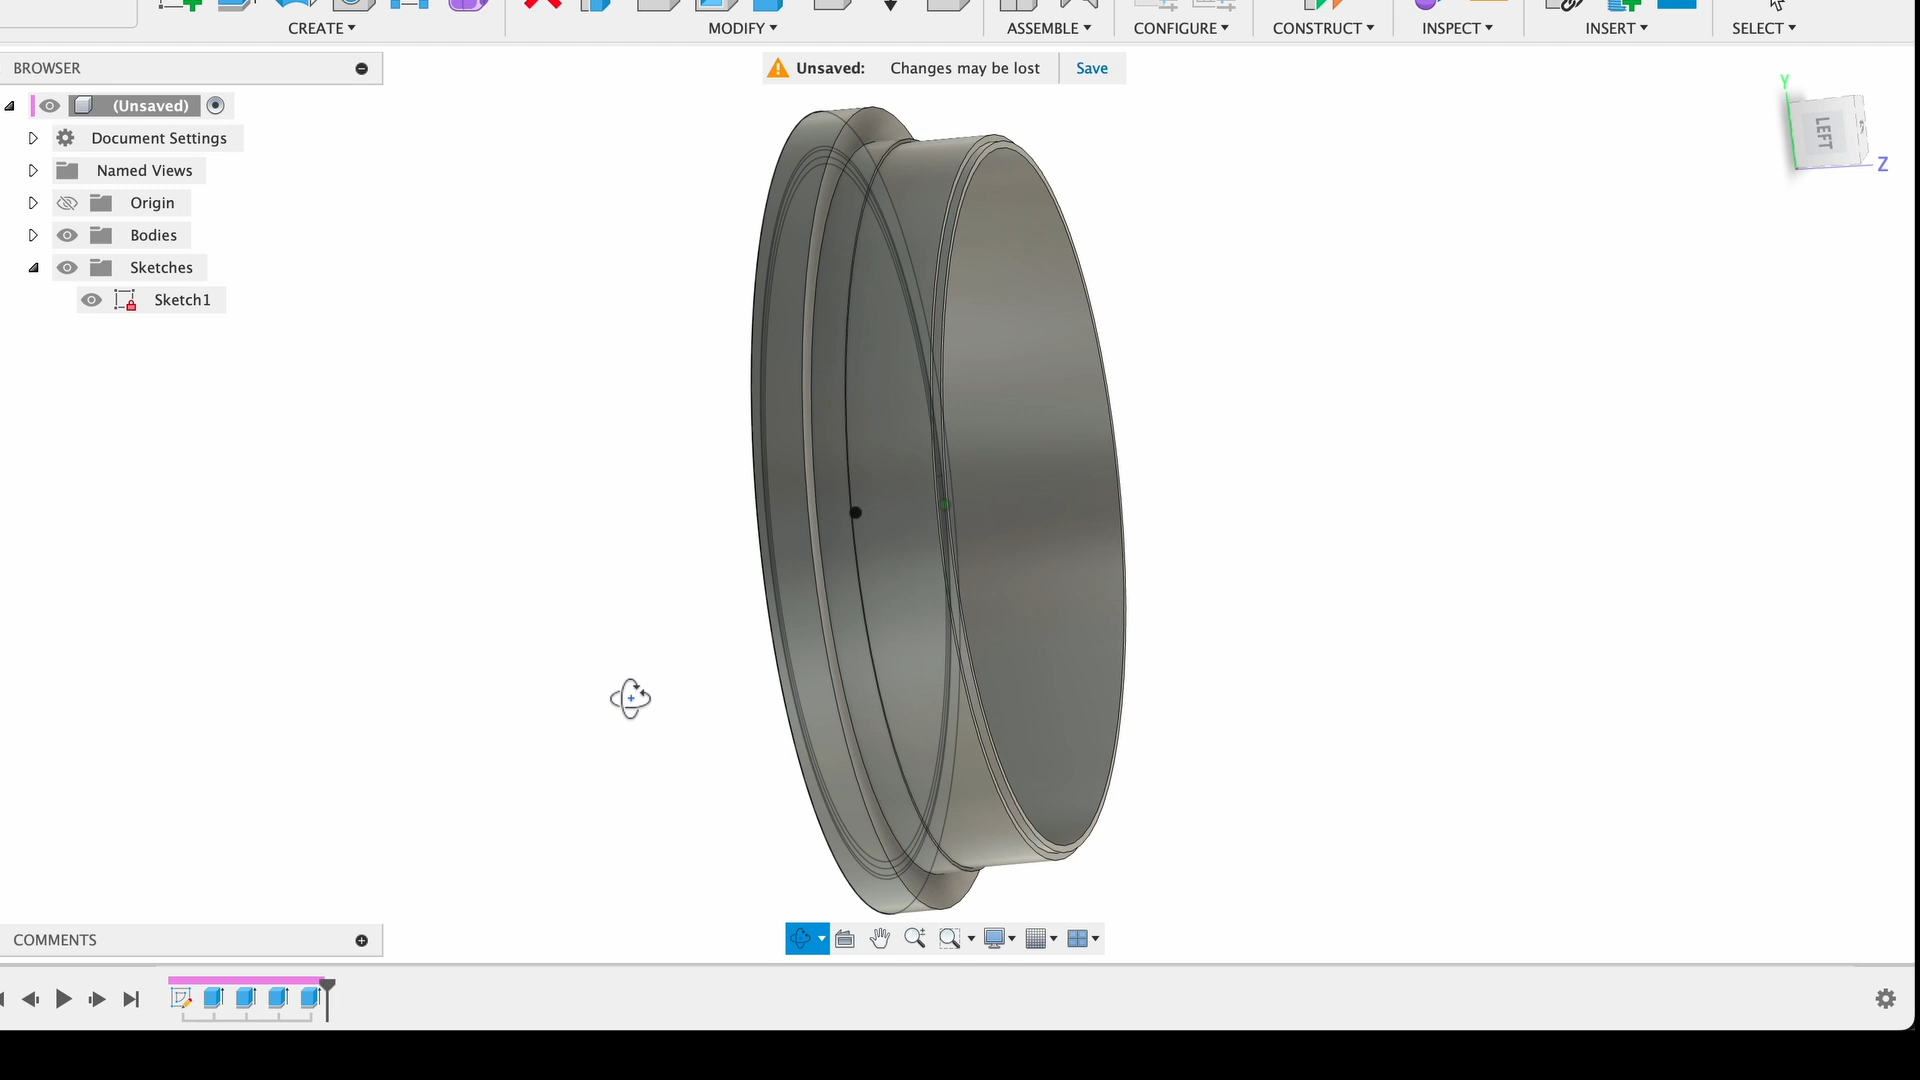 CREATE
MODIFY
ASSEMBLE
CONFIGURE
CONSTRUCT
INSPECT
INSERT
SELECT
BROWSER
Unsaved: Changes may be lost Save
(Unsaved)
Document Settings
Named Views
Origin
Bodies
Sketches
Sketch1
Y
LEFT
Z
COMMENTS